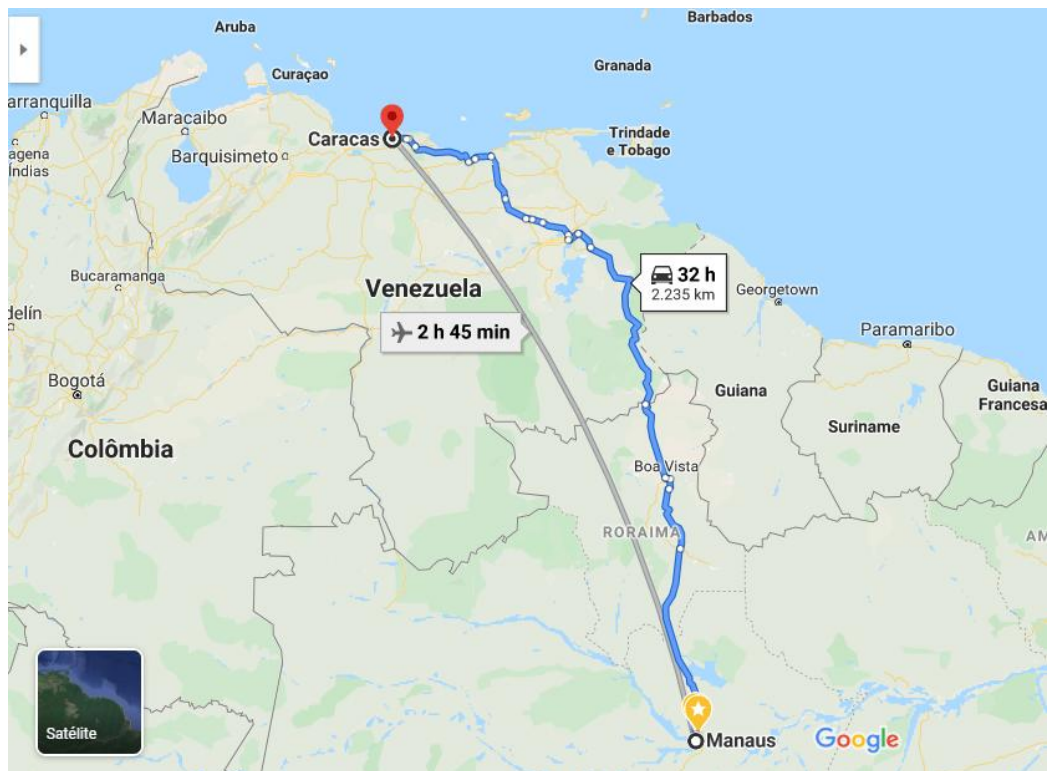 Barbados
Aruba
Curaçao
Granada
arranquilla
Maracaibo
Caracas
Trindade
e Tobago
agena
Índias
Barquisimeto
32 h
2.235 km
Bucaramanga
Venezuela
Georgetown
delín
2 h 45 min
Paramaribo
Bogotá
Guiana
Guiana
Francesa
Colômbia
Suriname
Boa Vista
RORAIMA
AM
Satélite
Manaus
Google